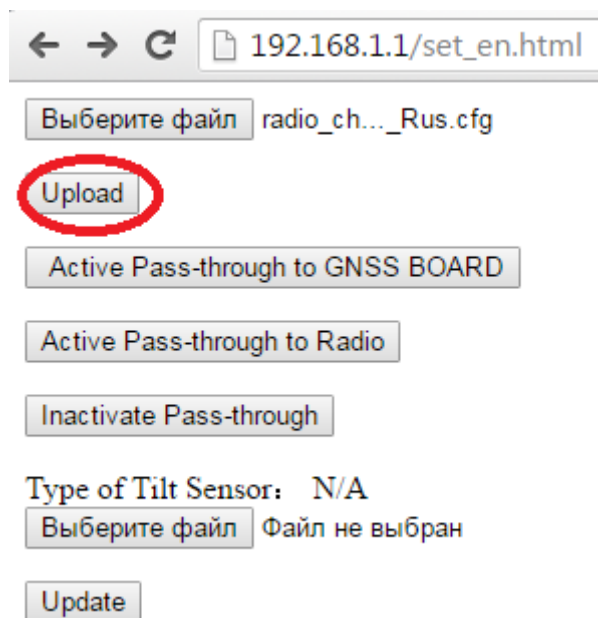 192.168.1.1/set_en.html
Выберите файл radio_ch..._Rus.cfg
Upload
Active Pass-through to GNSS BOARD
Active Pass-through to Radio
Inactivate Pass-through
Type of Tilt Sensor： N/A
Выберите файл Файл не выбран
Update